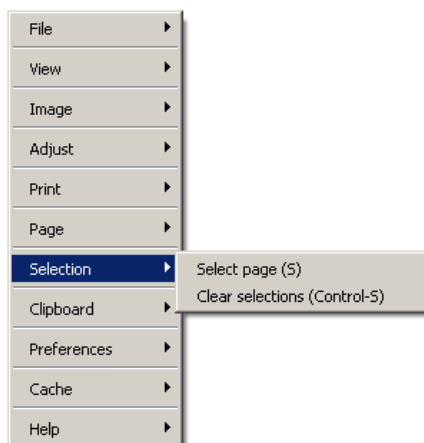 File
View
Image
Adjust
Print
Page
Selection
Select page (S)
Clear selections (Control-S)
Clipboard
Preferences
Cache
Help